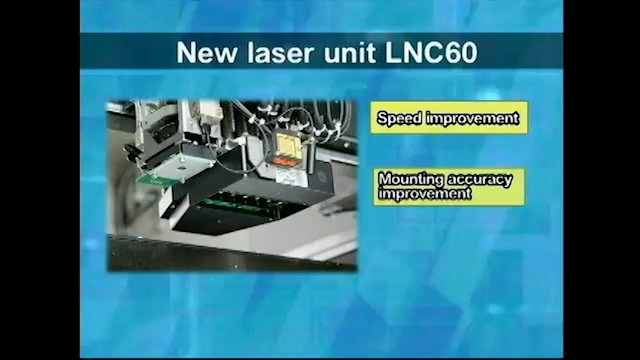 New laser unit LNC60
Speed improvement
Mounting accuracy
improvement